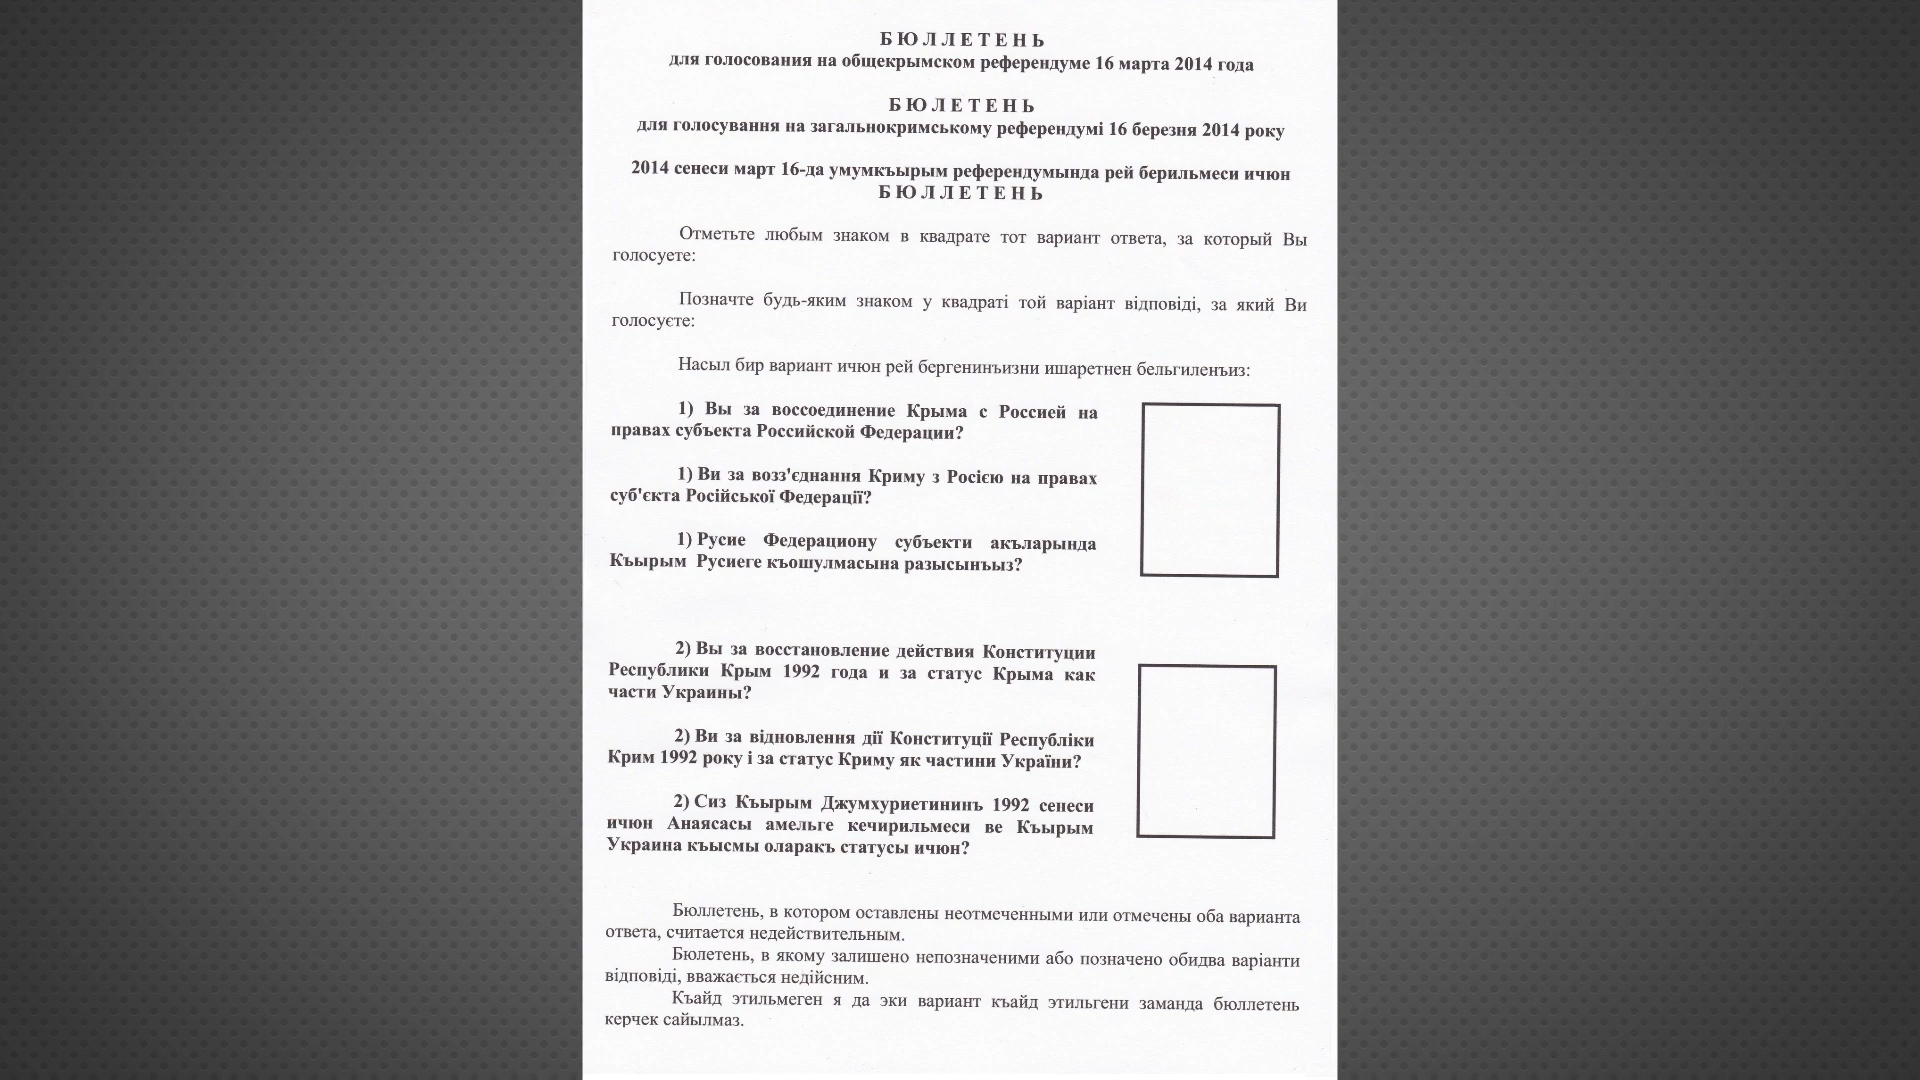 БЮЛЛЕТЕНЬ
для голосования на общекрымском референдуме 16 марта 2014 года
БЮЛЕТЕНЬ
для голосування на загальнокримському референдумі 16 березня 2014 року
2014 сенеси март 16-да умумкъырым референдумында рей берильмеси ичюн
БЮЛЛЕТЕНЬ
Отметьте любым знаком в квадрате тот вариант ответа, за который Вы
голосуете:
Позначте будь-яким знаком у квадраті той варіант відповіді, за який Ви
голосуєте:
Насыл бир вариант ичюн рей бергенинъизни ишаретнен бельгиленъиз:
1) Вы за воссоединение Крыма с Россией на
правах субъекта Российской Федерации?
1) Ви за возз'єднання Криму з Росією на правах
суб'єкта Російської Федерації?
1) Русие Федерациону субъекти акъларында
Къырым Русиеге къошулмасына разысынъыз?
2) Вы за восстановление действия Конституции
Республики Крым 1992 года и за статус Крыма как
части Украины?
2) Ви за відновлення дії Конституції Республіки
Крим 1992 року і за статус Криму як частини України?
2) Сиз Къырым Джумхуриетининъ 1992 сенеси
ичюн Анаясасы амельге кечирильмеси ве Къырым
Украина къысмы оларакъ статусы ичюн?
Бюллетень, в котором оставлены неотмеченными или отмечены оба варианта
ответа, считается недействительным.
Бюлетень, в якому залишено непозначеними або позначено обидва варіанти
відповіді, вважається недійсним.
Къайд этильмеген я да эки вариант къайд этильгени заманда бюллетень
керчек сайылмаз.